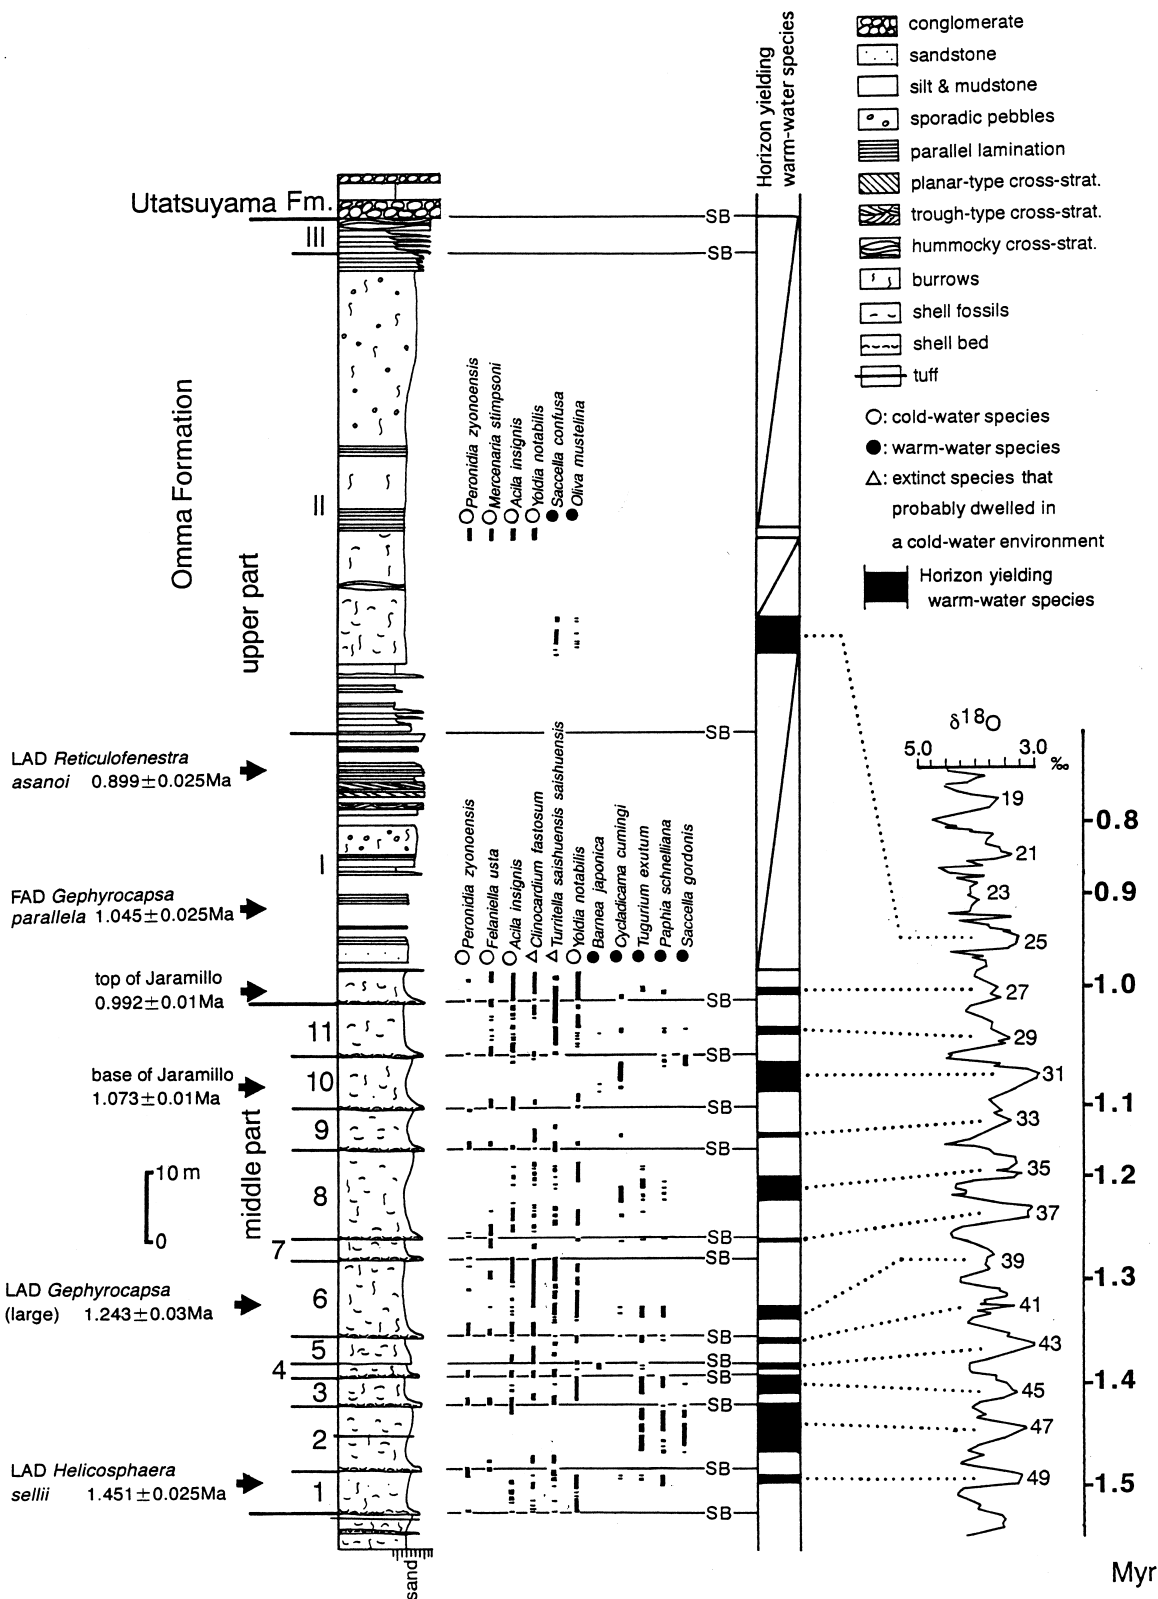 Horizon yielding
warm-water species
conglomerate
sandstone
silt & mudstone
sporadic pebbles
parallel lamination
planar-type cross-strat.
trough-type cross-strat.
hummocky cross-strat.
burrows
shell fossils
shell bed
tuff
○: cold-water species
●: warm-water species
△: extinct species that
probably dwelled in
a cold-water environment
Horizon yielding
warm-water species
Utatsuyama Fm.
SB
III
SB
Omma Formation
upper part
II
Peronidia zyonoensis
Mercenaria stimpsoni
Acila insignis
Yoldia notabilis
Saccella confusa
Oliva mustelina
SB
LAD Reticulofenestra
asanoi 0.899±0.025Ma
I
FAD Gephyrocapsa
parallela 1.045±0.025Ma
Peronidia zyonoensis
Felaniella usta
Acila insignis
Clinocardium fastosum
Turritella saishuensis saishuensis
Yoldia notabilis
Barnea japonica
Cycladicama cumingi
Tugurium exutum
Paphia schnelliana
Saccella gordonis
top of Jaramillo
0.992±0.01Ma
SB
11
SB
base of Jaramillo
1.073±0.01Ma
10
SB
middle part
9
SB
10 m
0
8
SB
7
SB
LAD Gephyrocapsa
(large) 1.243±0.03Ma
6
SB
5
SB
4
SB
3
SB
2
SB
LAD Helicosphaera
sellii 1.451±0.025Ma
1
SB
sand
δ18O
5.0 3.0
‰
19
21
23
25
27
29
31
33
35
37
39
41
43
45
47
49
0.8
0.9
1.0
1.1
1.2
1.3
1.4
1.5
Myr